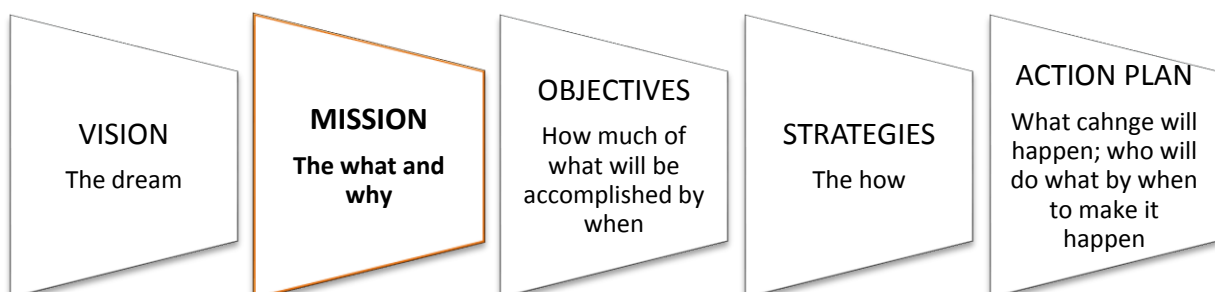 VISION
The dream
MISSION
The what and
why
OBJECTIVES
How much of
what will be
accomplished by
when
STRATEGIES
The how
ACTION PLAN
What cahnge will
happen; who will
do what by when
to make it
happen